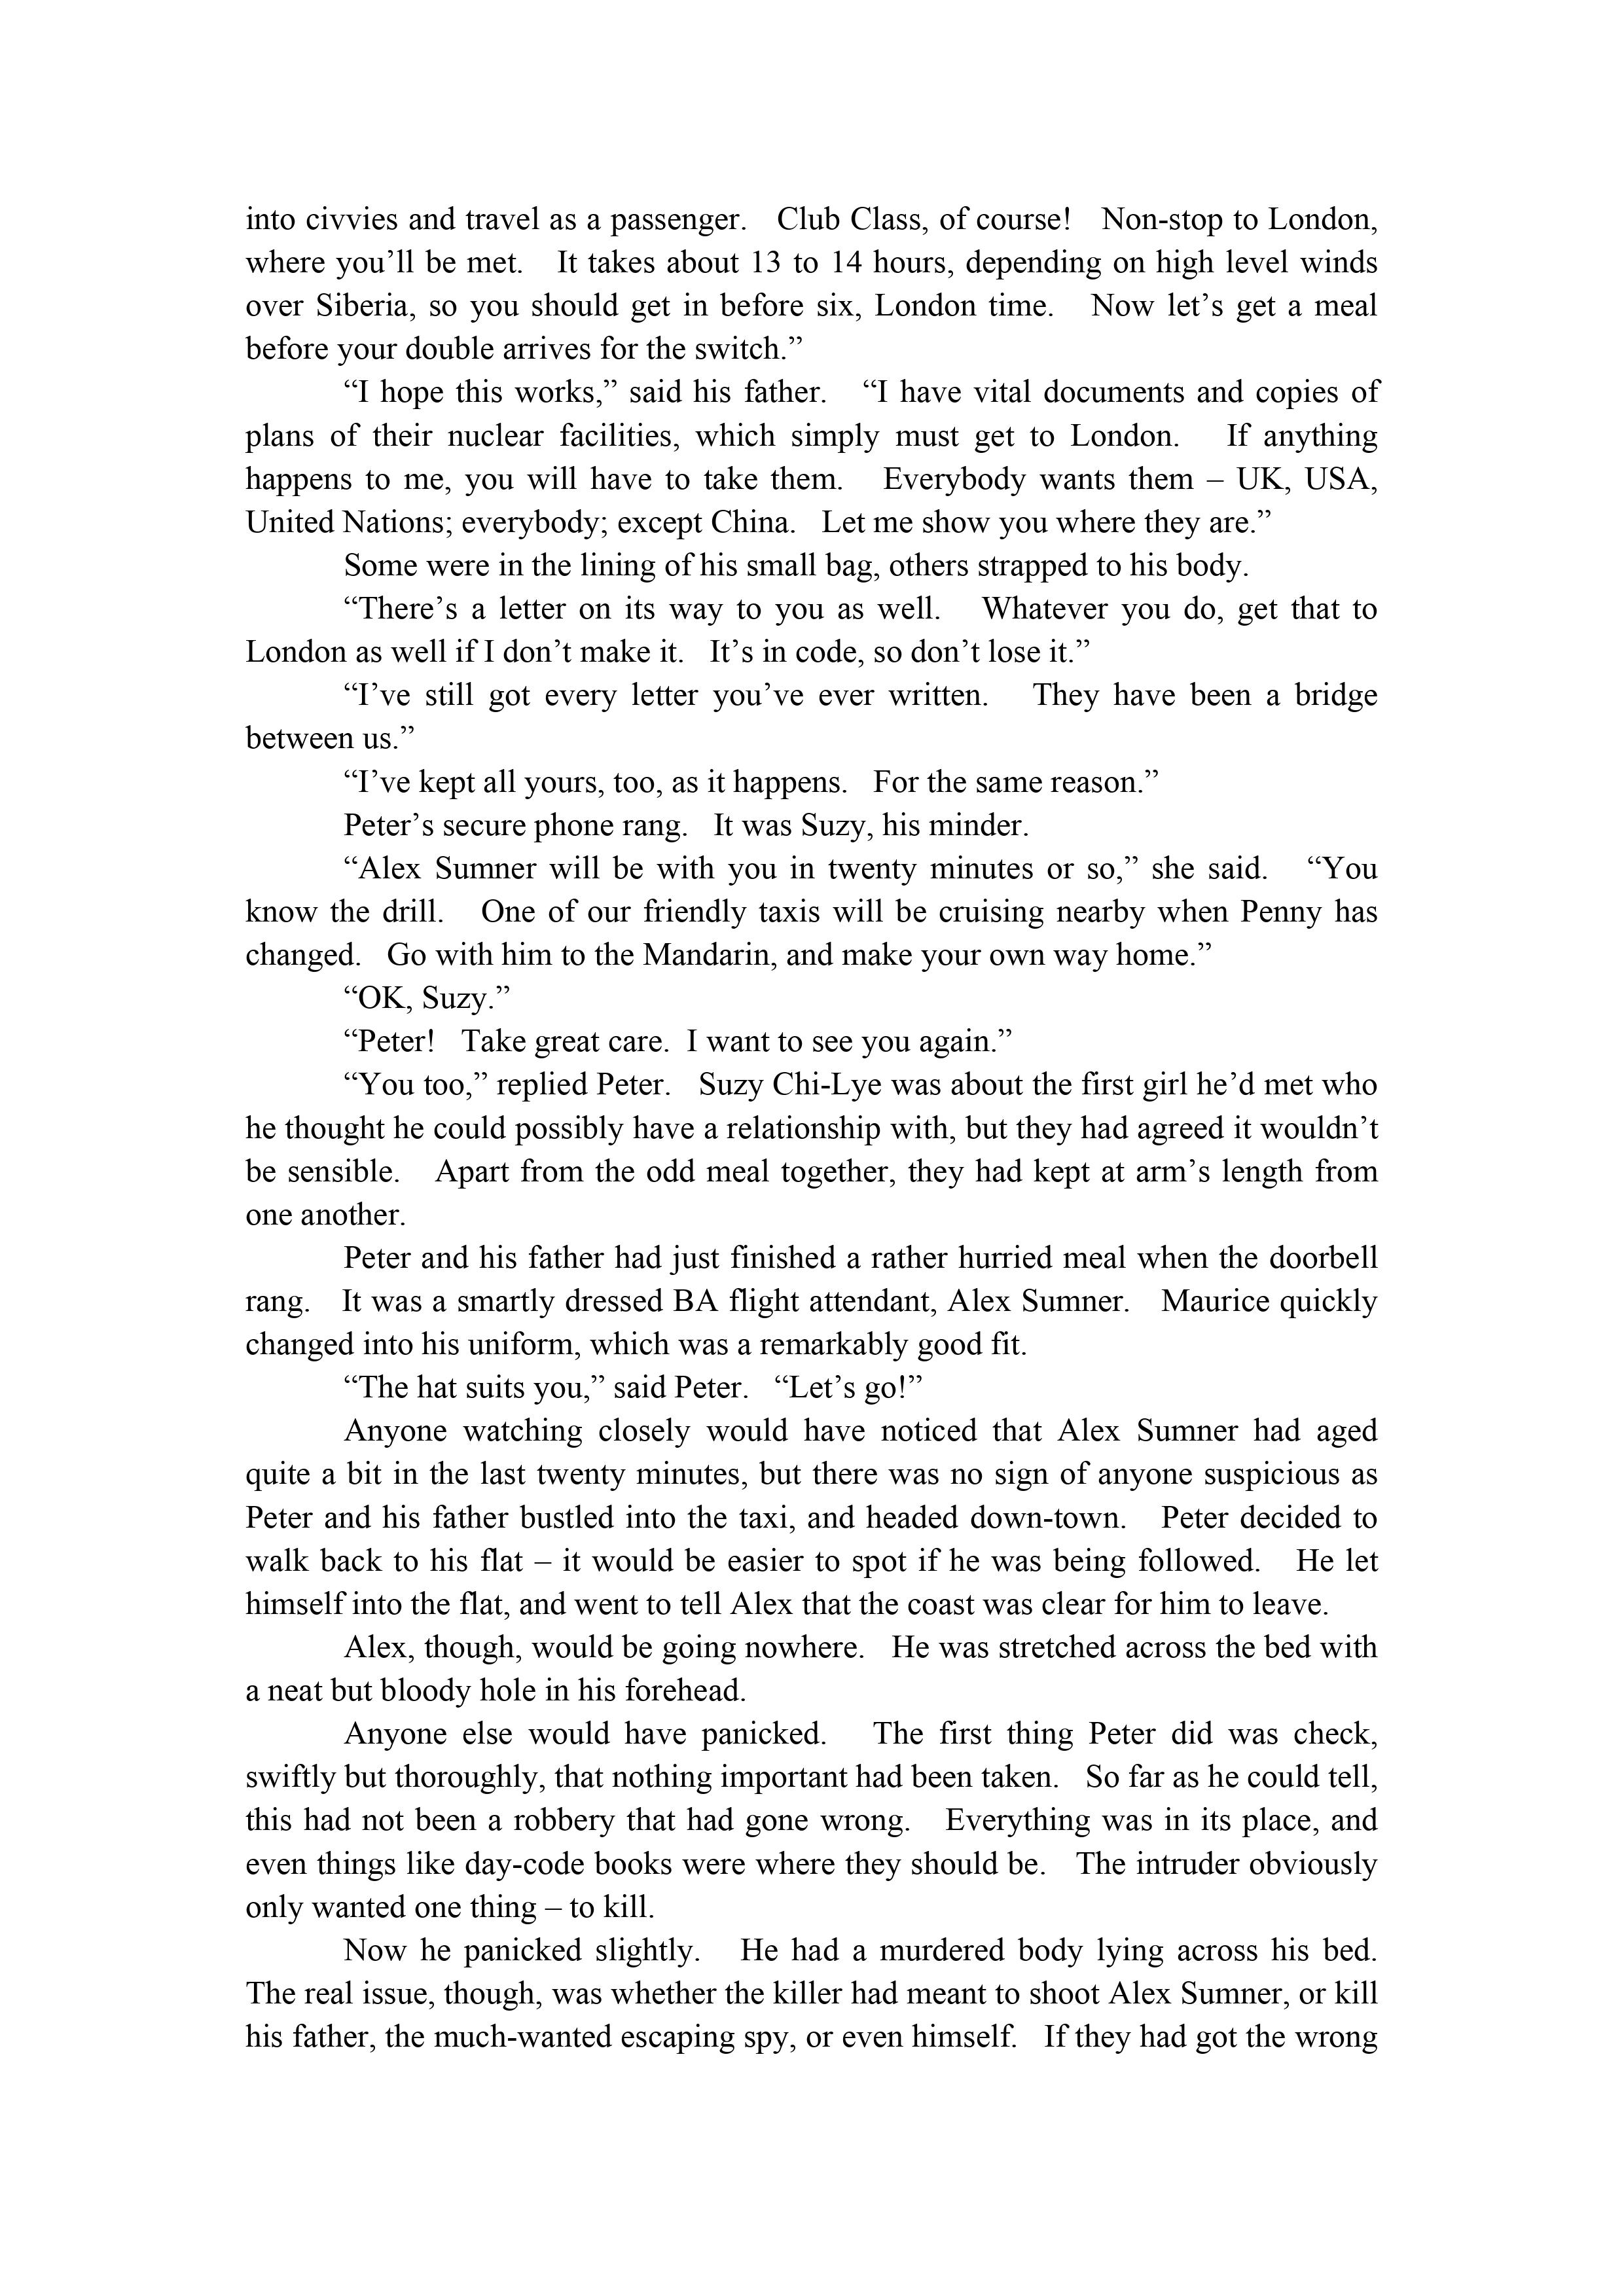 into civvies and travel as a passenger.   Club Class, of course!   Non-stop to London,
where you’ll be met.   It takes about 13 to 14 hours, depending on high level winds
over Siberia, so you should get in before six, London time.   Now let’s get a meal
before your double arrives for the switch.”
“I hope this works,” said his father.   “I have vital documents and copies of
plans of their nuclear facilities, which simply must get to London.   If anything
happens to me, you will have to take them.   Everybody wants them – UK, USA,
United Nations; everybody; except China.   Let me show you where they are.”
Some were in the lining of his small bag, others strapped to his body.
“There’s a letter on its way to you as well.   Whatever you do, get that to
London as well if I don’t make it.   It’s in code, so don’t lose it.”
“I’ve still got every letter you’ve ever written.   They have been a bridge
between us.”
“I’ve kept all yours, too, as it happens.   For the same reason.”
Peter’s secure phone rang.   It was Suzy, his minder.
“Alex Sumner will be with you in twenty minutes or so,” she said.   “You
know the drill.   One of our friendly taxis will be cruising nearby when Penny has
changed.   Go with him to the Mandarin, and make your own way home.”
“OK, Suzy.”
“Peter!   Take great care.  I want to see you again.”
“You too,” replied Peter.   Suzy Chi-Lye was about the first girl he’d met who
he thought he could possibly have a relationship with, but they had agreed it wouldn’t
be sensible.   Apart from the odd meal together, they had kept at arm’s length from
one another.
Peter and his father had just finished a rather hurried meal when the doorbell
rang.   It was a smartly dressed BA flight attendant, Alex Sumner.   Maurice quickly
changed into his uniform, which was a remarkably good fit.
“The hat suits you,” said Peter.   “Let’s go!”
Anyone watching closely would have noticed that Alex Sumner had aged
quite a bit in the last twenty minutes, but there was no sign of anyone suspicious as
Peter and his father bustled into the taxi, and headed down-town.   Peter decided to
walk back to his flat – it would be easier to spot if he was being followed.   He let
himself into the flat, and went to tell Alex that the coast was clear for him to leave.
Alex, though, would be going nowhere.   He was stretched across the bed with
a neat but bloody hole in his forehead.
Anyone else would have panicked.   The first thing Peter did was check,
swiftly but thoroughly, that nothing important had been taken.   So far as he could tell,
this had not been a robbery that had gone wrong.   Everything was in its place, and
even things like day-code books were where they should be.   The intruder obviously
only wanted one thing – to kill.
Now he panicked slightly.   He had a murdered body lying across his bed.
The real issue, though, was whether the killer had meant to shoot Alex Sumner, or kill
his father, the much-wanted escaping spy, or even himself.   If they had got the wrong